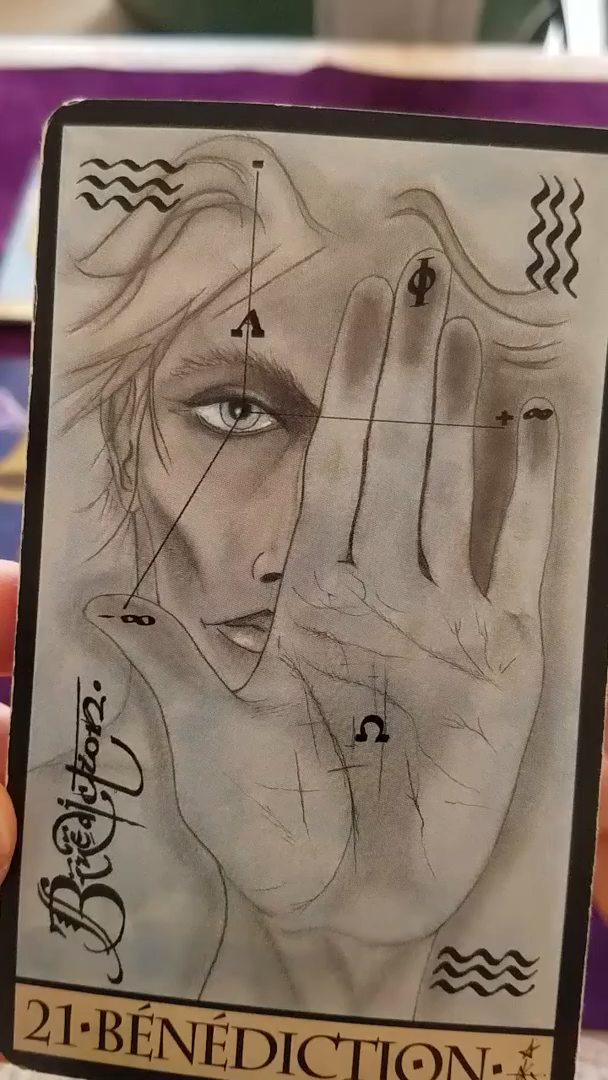 Λ
Φ
+ ∞
- ∞
Ω
Bénédiction.
21·BÉNÉDICTION·